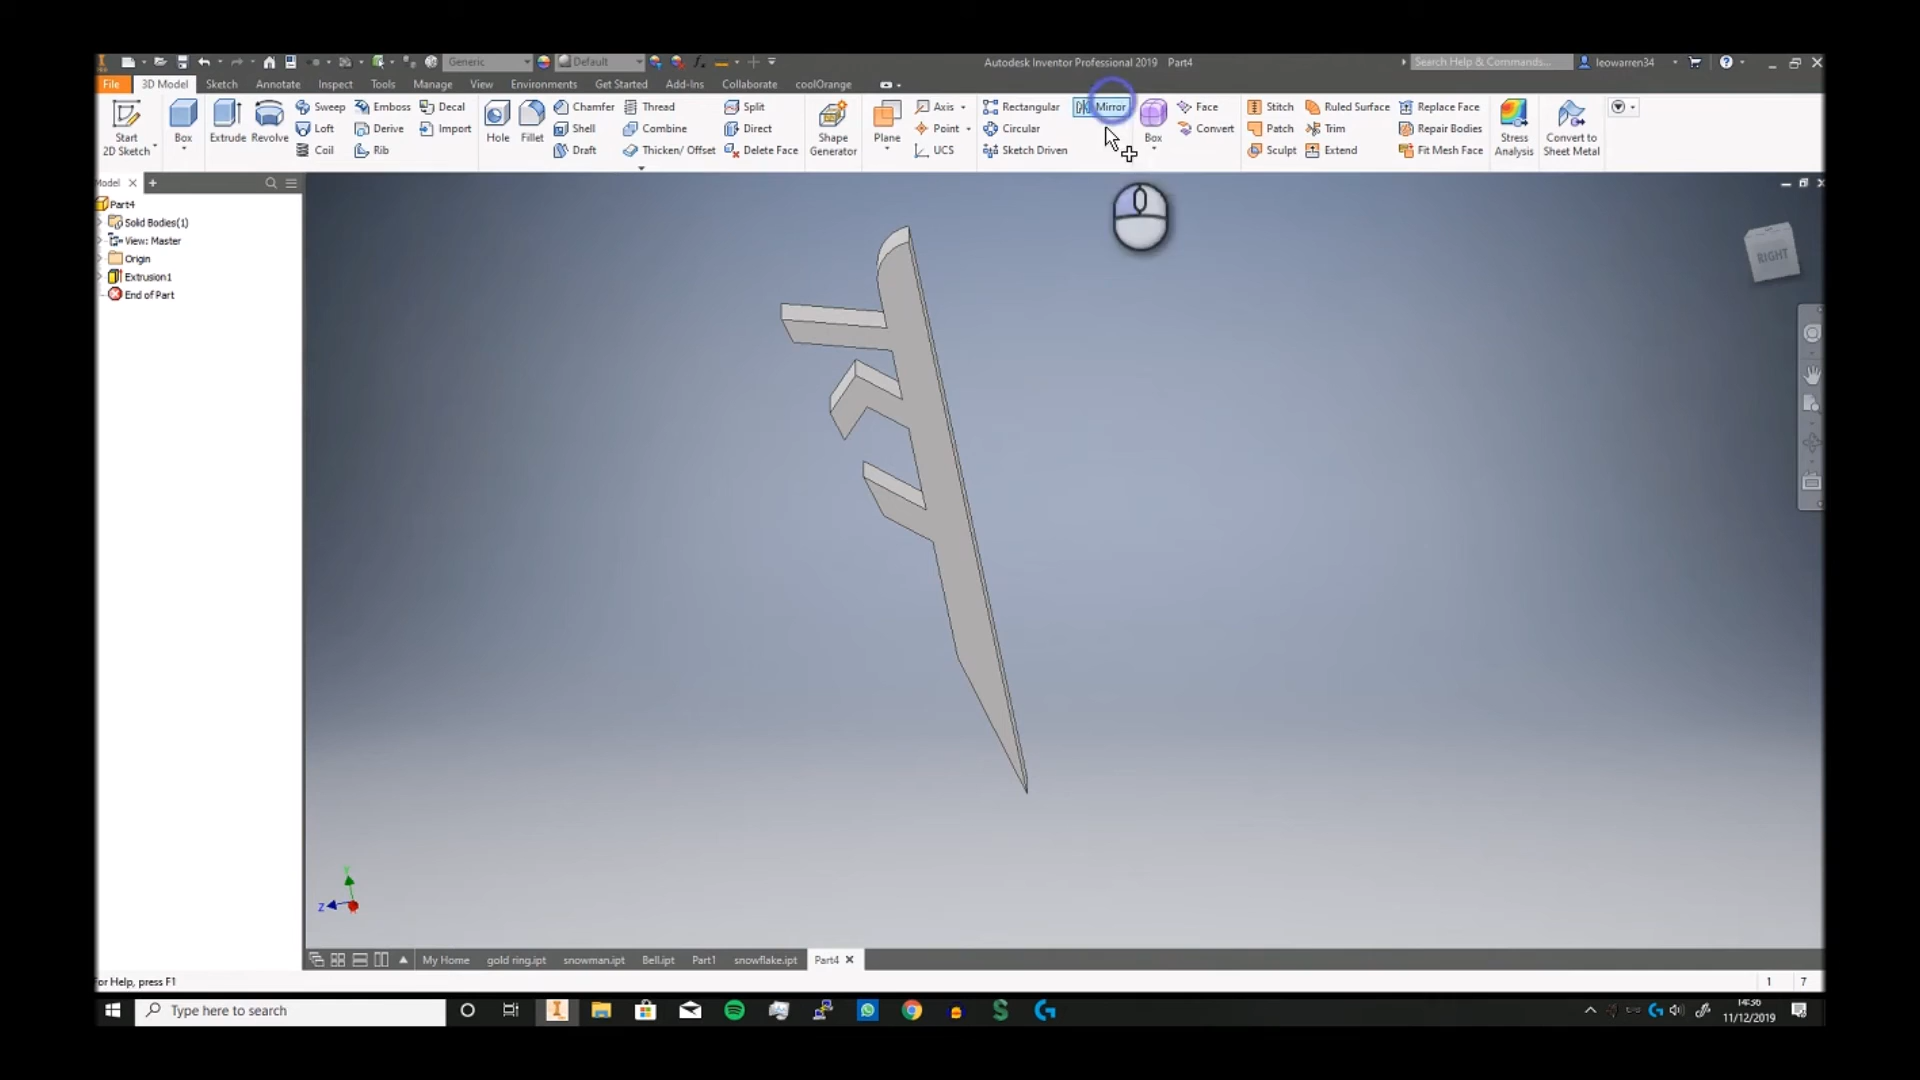 Generic
Default
Autodesk Inventor Professional 2019 Part4
Search Help & Commands...
leowarren34
File
3D Model
Sketch
Annotate
Inspect
Tools
Manage
View
Environments
Get Started
Add-Ins
Collaborate
coolOrange
Start
2D Sketch
Box
Extrude
Revolve
Sweep
Loft
Coil
Emboss
Derive
Rib
Decal
Import
Hole
Fillet
Chamfer
Shell
Draft
Thread
Combine
Thicken/ Offset
Split
Direct
Delete Face
Shape
Generator
Plane
Axis
Point
UCS
Rectangular
Circular
Sketch Driven
Mirror
Box
Face
Convert
Stitch
Patch
Sculpt
Ruled Surface
Trim
Extend
Replace Face
Repair Bodies
Fit Mesh Face
Stress
Analysis
Convert to
Sheet Metal
Model
Part4
Solid Bodies(1)
View: Master
Origin
Extrusion1
End of Part
RIGHT
Y
Z
My Home
gold ring.ipt
snowman.ipt
Bell.ipt
Part1
snowflake.ipt
Part4
For Help, press F1
1
7
Type here to search
14:36
11/12/2019